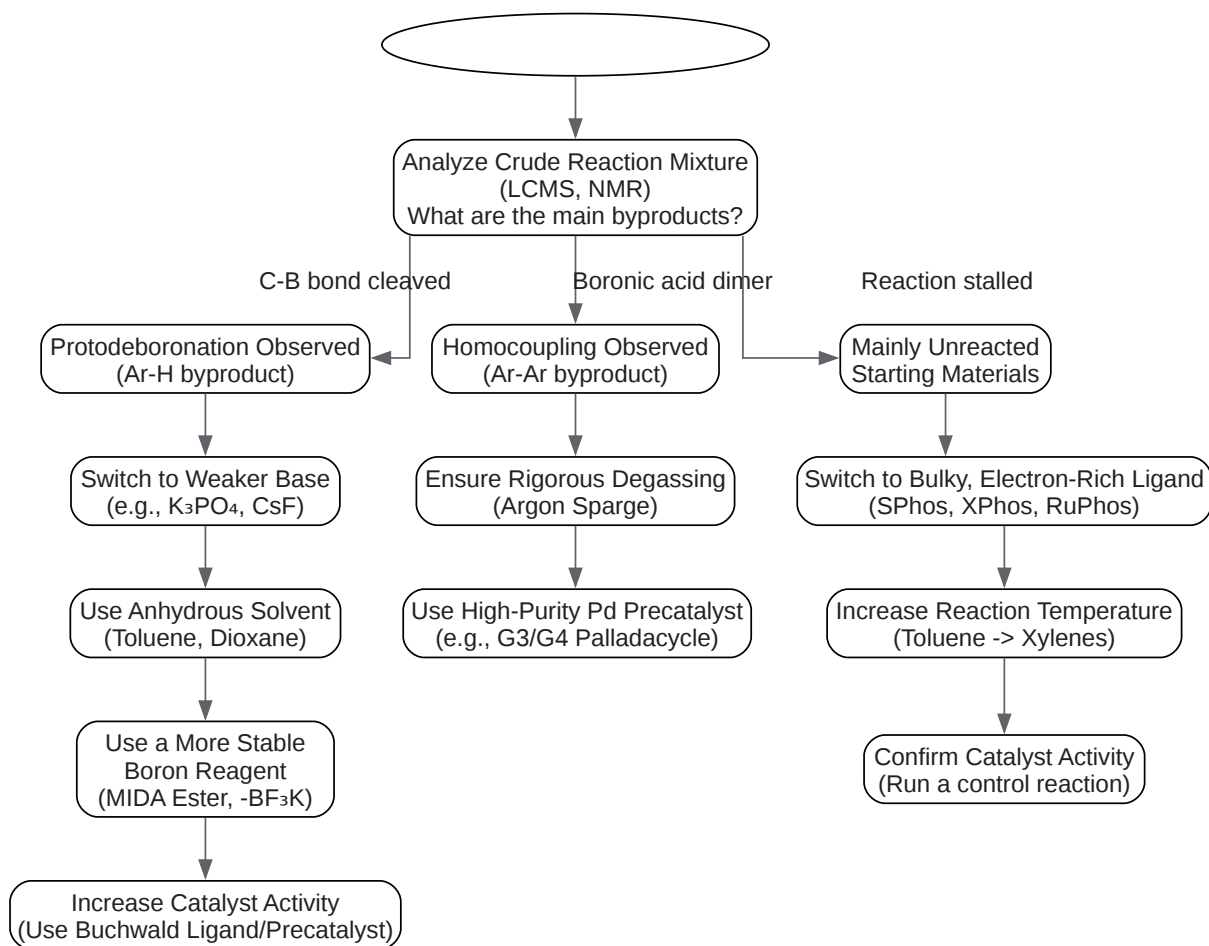 Analyze Crude Reaction Mixture
(LCMS, NMR)
What are the main byproducts?
C-B bond cleaved
Boronic acid dimer
Reaction stalled
Protodeboronation Observed
(Ar-H byproduct)
Homocoupling Observed
(Ar-Ar byproduct)
Mainly Unreacted
Starting Materials
Switch to Weaker Base
(e.g., K₃PO₄, CsF)
Ensure Rigorous Degassing
(Argon Sparge)
Switch to Bulky, Electron-Rich Ligand
(SPhos, XPhos, RuPhos)
Use Anhydrous Solvent
(Toluene, Dioxane)
Use High-Purity Pd Precatalyst
(e.g., G3/G4 Palladacycle)
Increase Reaction Temperature
(Toluene -> Xylenes)
Use a More Stable
Boron Reagent
(MIDA Ester, -BF₃K)
Confirm Catalyst Activity
(Run a control reaction)
Increase Catalyst Activity
(Use Buchwald Ligand/Precatalyst)